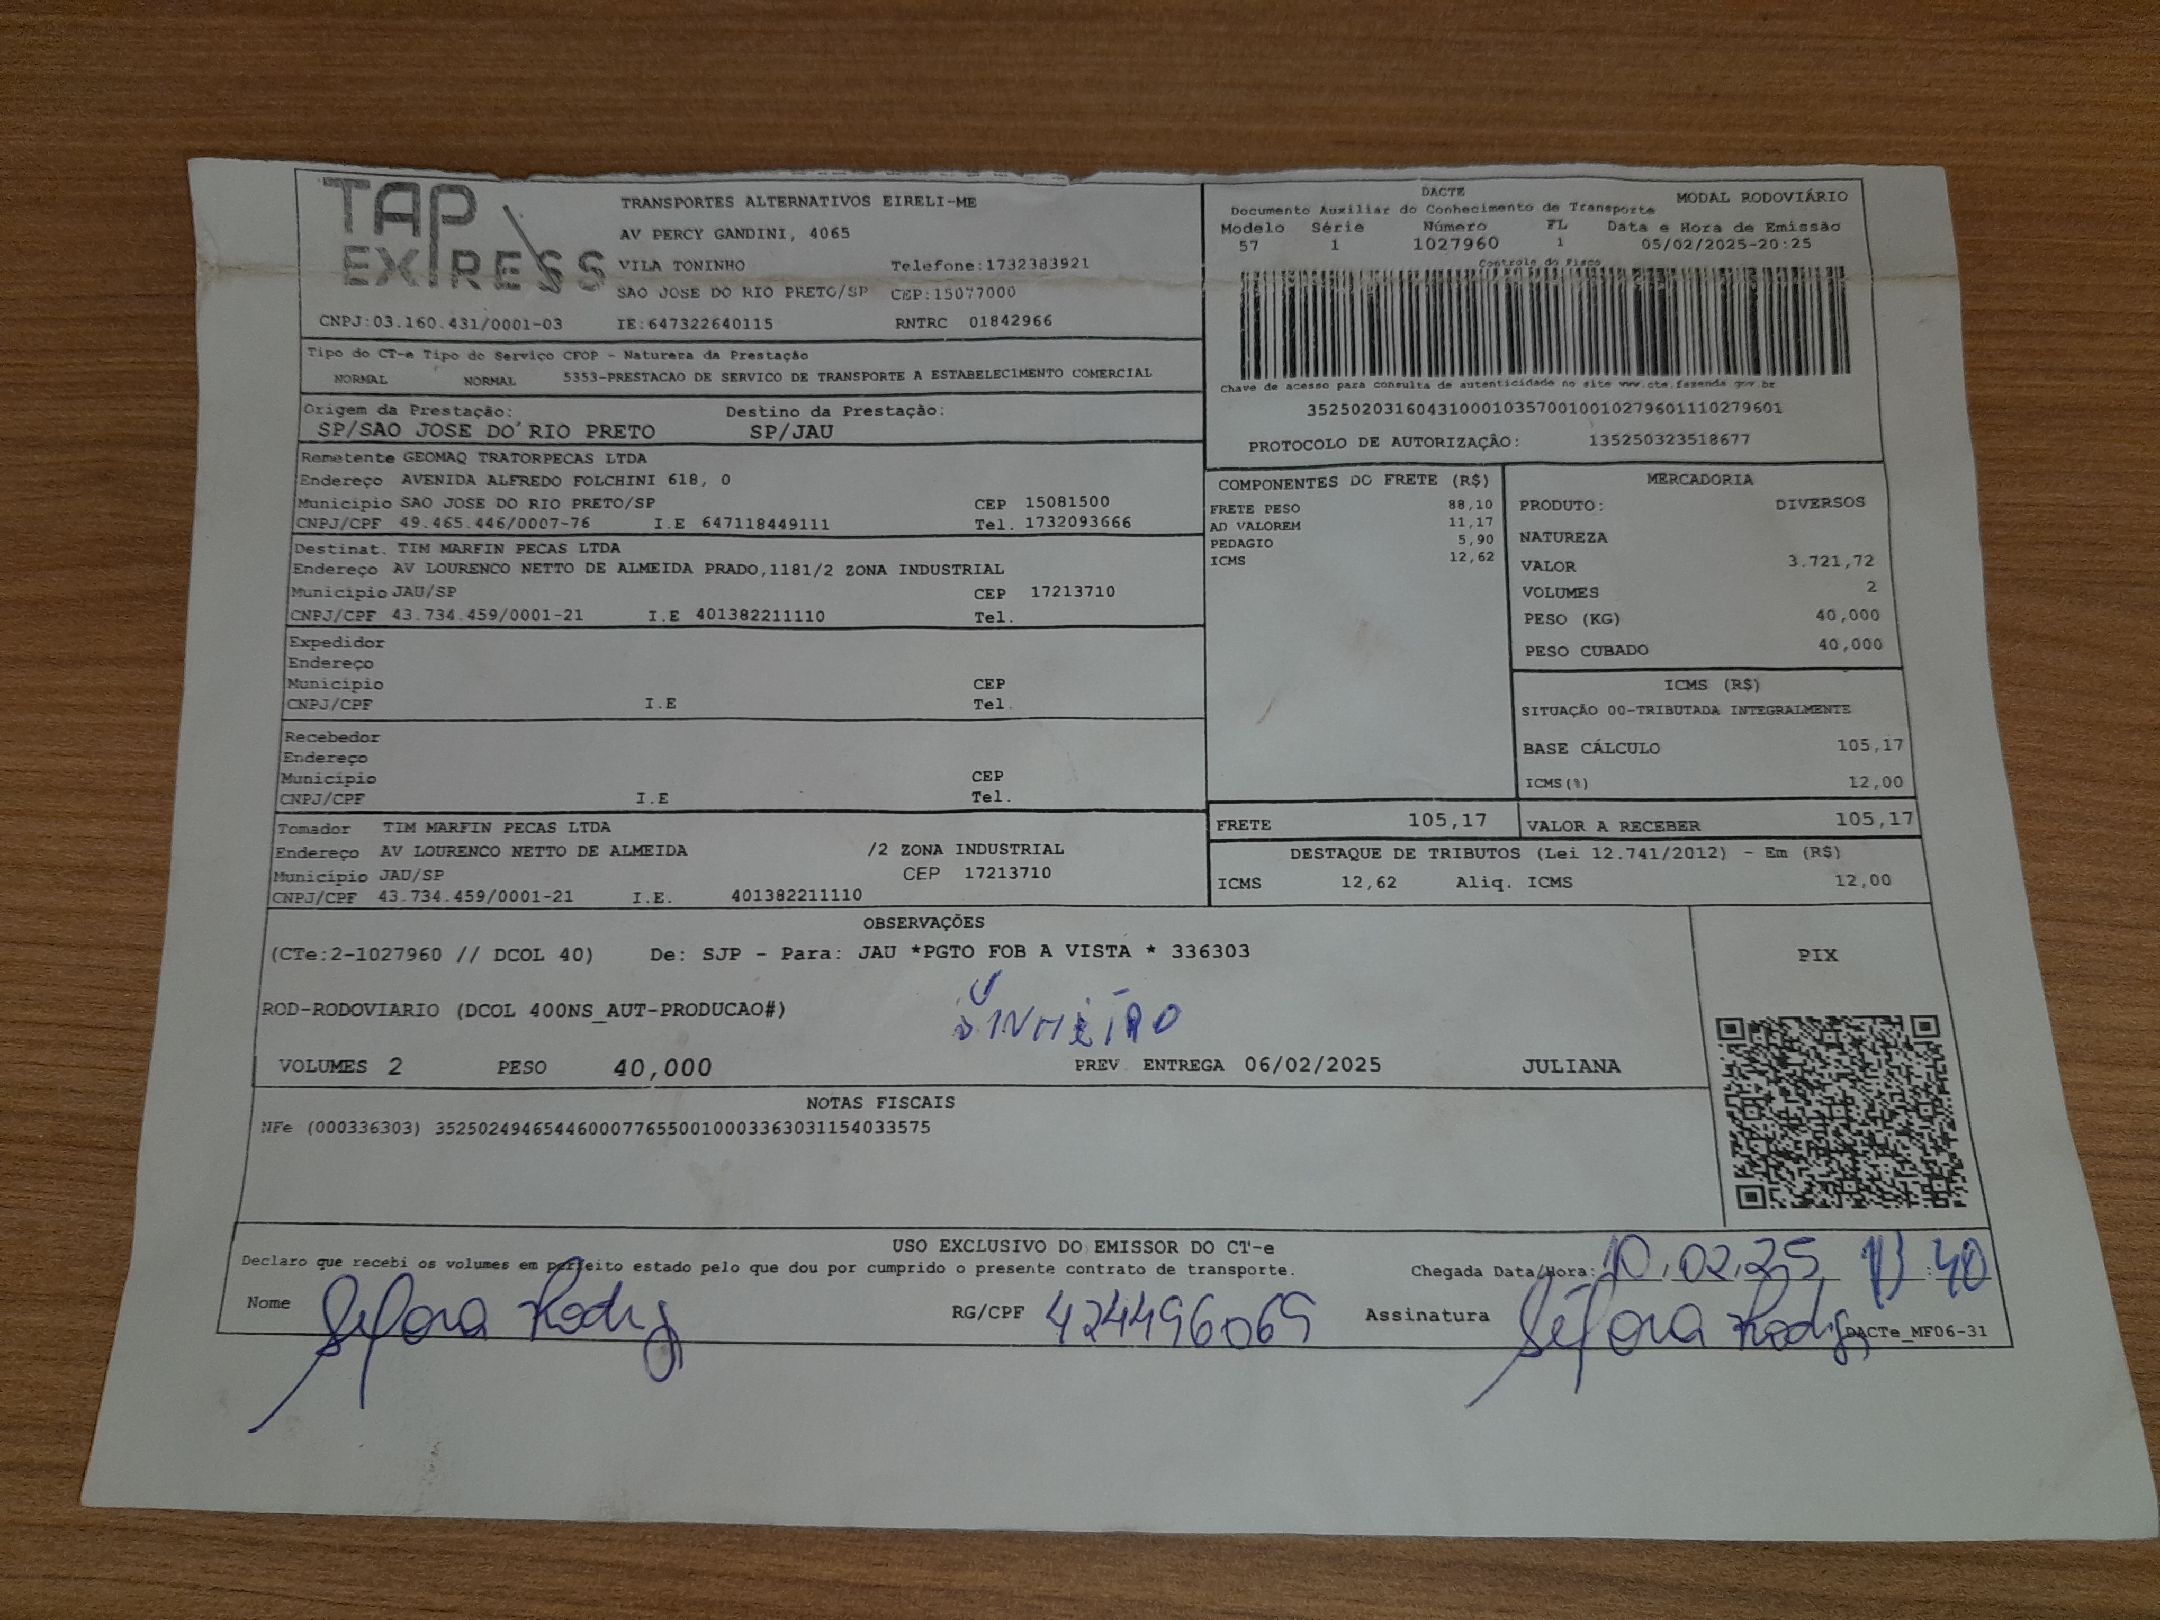 TAP EXPRESS
TRANSPORTES ALTERNATIVOS EIRELI-ME
AV PERCY GANDINI, 4065
VILA TONINHO Telefone:1732383921
SAO JOSE DO RIO PRETO/SP CEP:15077000
CNPJ:03.160.431/0001-03 IE:647322640115 RNTRC 01842966
DACTE MODAL RODOVIÁRIO
Documento Auxiliar do Conhecimento de Transporte
Modelo Série Número FL Data e Hora de Emissão
57 1 1027960 1 05/02/2025-20:25
Controle do Fisco
Chave de acesso para consulta de autenticidade no site www.cte.fazenda.gov.br
35250203160431000103570010010279601110279601
PROTOCOLO DE AUTORIZAÇÃO: 135250323518677
Tipo do CT-e Tipo do Serviço CFOP - Natureza da Prestação
NORMAL NORMAL 5353-PRESTACAO DE SERVICO DE TRANSPORTE A ESTABELECIMENTO COMERCIAL
Origem da Prestação: Destino da Prestação:
SP/SAO JOSE DO RIO PRETO SP/JAU
Remetente GEOMAQ TRATORPECAS LTDA
Endereço AVENIDA ALFREDO FOLCHINI 618, 0
Município SAO JOSE DO RIO PRETO/SP CEP 15081500
CNPJ/CPF 49.465.446/0007-76 I.E 647118449111 Tel. 1732093666
Destinat. TIM MARFIN PECAS LTDA
Endereço AV LOURENCO NETTO DE ALMEIDA PRADO,1181/2 ZONA INDUSTRIAL
Município JAU/SP CEP 17213710
CNPJ/CPF 43.734.459/0001-21 I.E 401382211110 Tel.
Expedidor
Endereço
Município CEP
CNPJ/CPF I.E Tel.
Recebedor
Endereço
Município CEP
CNPJ/CPF I.E Tel.
Tomador TIM MARFIN PECAS LTDA
Endereço AV LOURENCO NETTO DE ALMEIDA /2 ZONA INDUSTRIAL
Município JAU/SP CEP 17213710
CNPJ/CPF 43.734.459/0001-21 I.E. 401382211110
COMPONENTES DO FRETE (R$)
FRETE PESO 88,10
AD VALOREM 11,17
PEDAGIO 5,90
ICMS 12,62
MERCADORIA
PRODUTO: DIVERSOS
NATUREZA
VALOR 3.721,72
VOLUMES 2
PESO (KG) 40,000
PESO CUBADO 40,000
ICMS (R$)
SITUAÇÃO 00-TRIBUTADA INTEGRALMENTE
BASE CÁLCULO 105,17
ICMS(%) 12,00
FRETE 105,17 VALOR A RECEBER 105,17
DESTAQUE DE TRIBUTOS (Lei 12.741/2012) - Em (R$)
ICMS 12,62 Aliq. ICMS 12,00
OBSERVAÇÕES
(CTe:2-1027960 // DCOL 40) De: SJP - Para: JAU *PGTO FOB A VISTA * 336303
ROD-RODOVIARIO (DCOL 400NS_AUT-PRODUCAO#)
DINHEIRO
VOLUMES 2 PESO 40,000 PREV. ENTREGA 06/02/2025 JULIANA
PIX
NOTAS FISCAIS
NFe (000336303) 35250249465446000776550010003363031154033575
USO EXCLUSIVO DO EMISSOR DO CT-e
Declaro que recebi os volumes em perfeito estado pelo que dou por cumprido o presente contrato de transporte. Chegada Data/Hora: 10.02.25 :40
Nome Séfora Rodrig RG/CPF 424496069 Assinatura Séfora Rodrig
DACTe_MF06-31